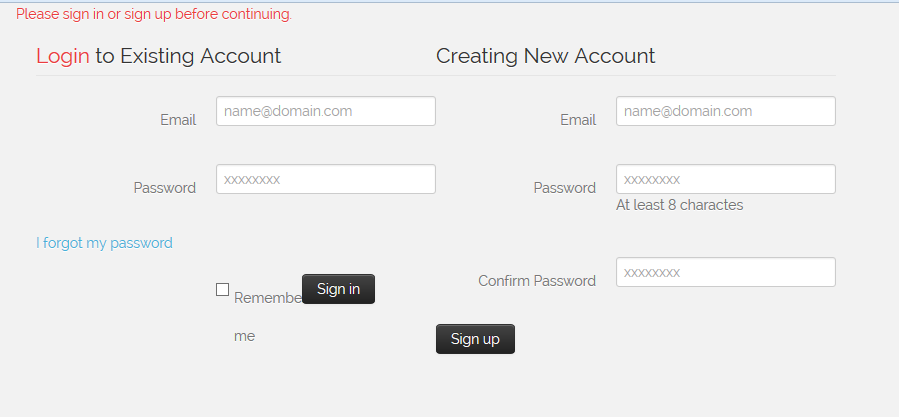 Please sign in or sign up before continuing.
Login to Existing Account
Email
name@domain.com
Password
xxxxxxxx
I forgot my password
Remembe
me
Sign in
Creating New Account
Email
name@domain.com
Password
xxxxxxxx
At least 8 charactes
Confirm Password
xxxxxxxx
Sign up